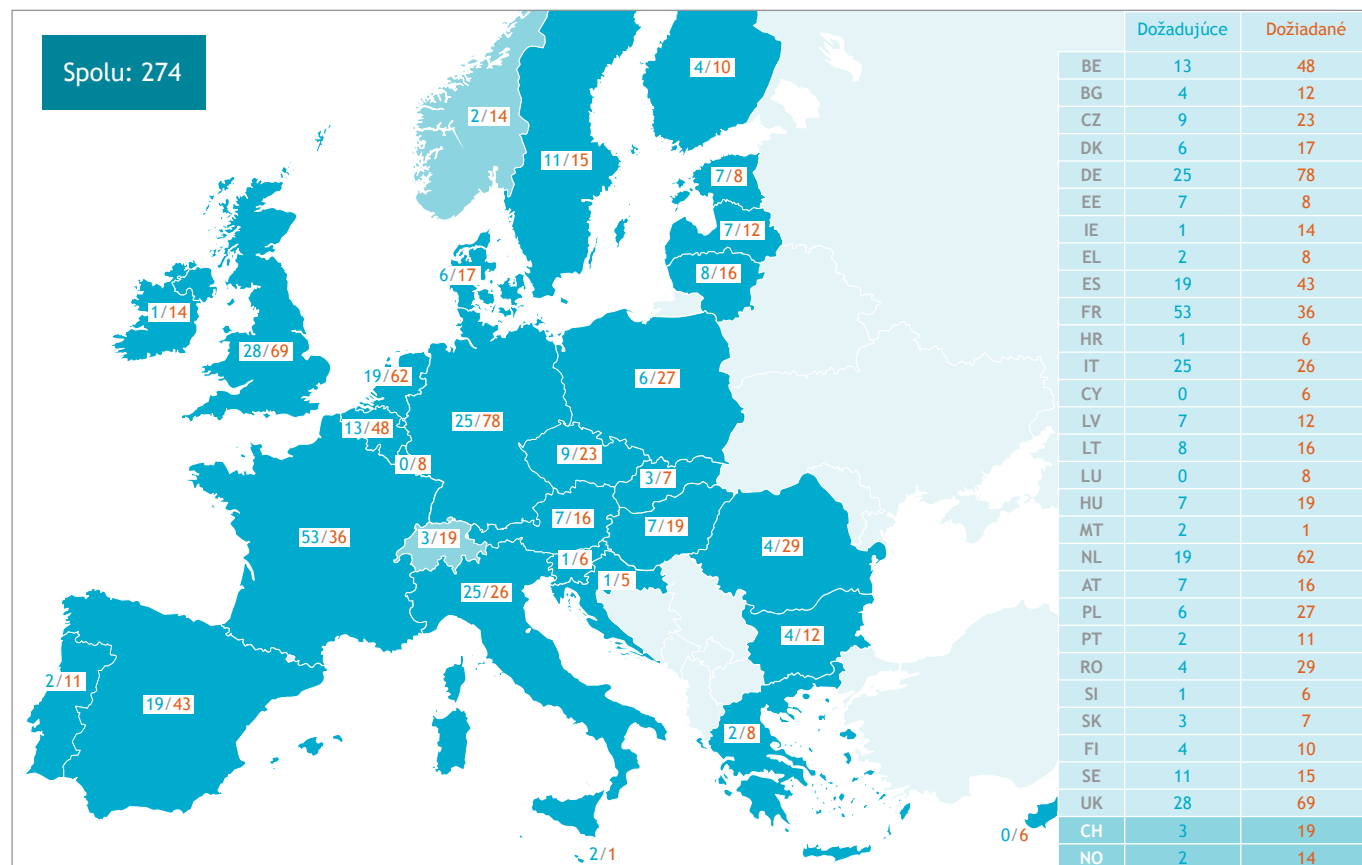 Spolu: 274
4/10
2/14
11/15
7/8
7/12
6/17
8/16
1/14
28/69
19/62
6/27
13/48
25/78
0/8
9/23
3/7
53/36
3/19
7/16
7/19
4/29
1/6
1/5
25/26
4/12
2/11
19/43
2/8
0/6
2/1
Dožadujúce Dožiadané
BE 13 48
BG 4 12
CZ 9 23
DK 6 17
DE 25 78
EE 7 8
IE 1 14
EL 2 8
ES 19 43
FR 53 36
HR 1 6
IT 25 26
CY 0 6
LV 7 12
LT 8 16
LU 0 8
HU 7 19
MT 2 1
NL 19 62
AT 7 16
PL 6 27
PT 2 11
RO 4 29
SI 1 6
SK 3 7
FI 4 10
SE 11 15
UK 28 69
CH 3 19
NO 2 14